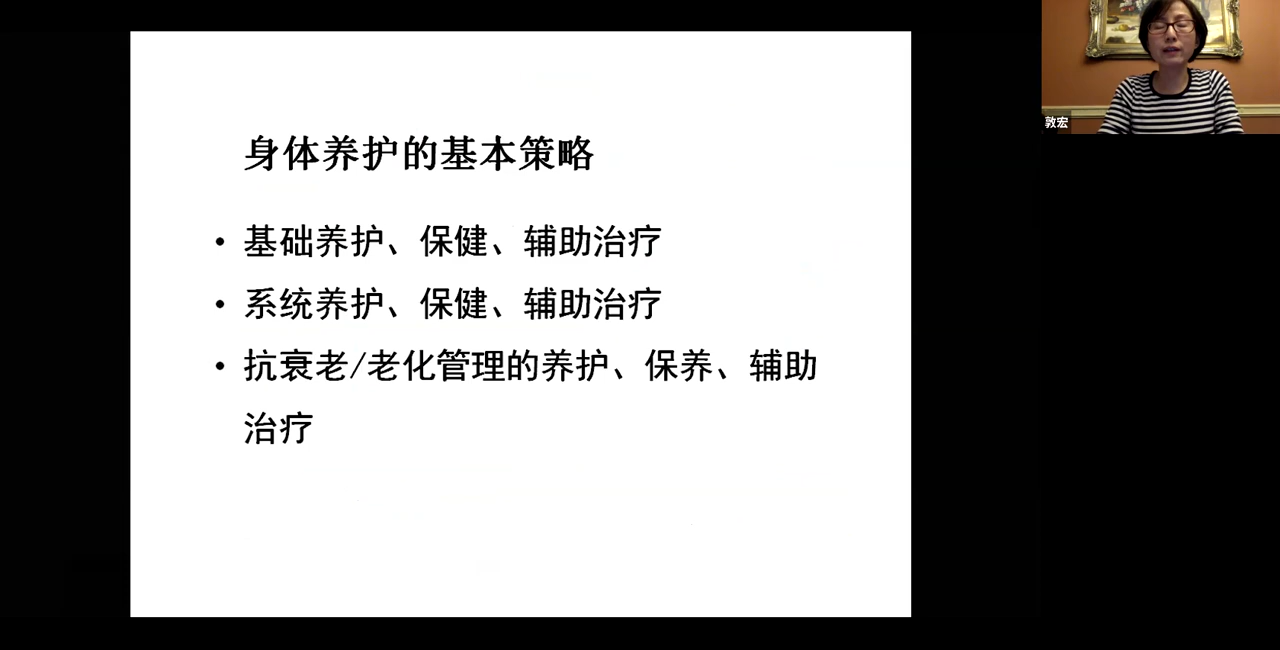 身体养护的基本策略
• 基础养护、保健、辅助治疗
• 系统养护、保健、辅助治疗
• 抗衰老/老化管理的养护、保养、辅助
治疗
敦宏